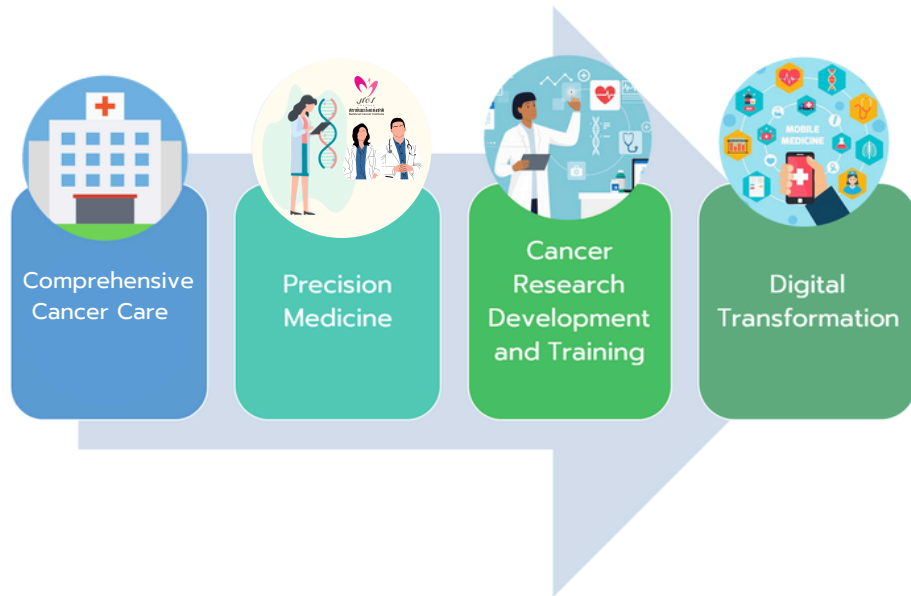 Comprehensive
Cancer Care
Precision
Medicine
Cancer
Research
Development
and Training
MOBILE
MEDICINE
Digital
Transformation